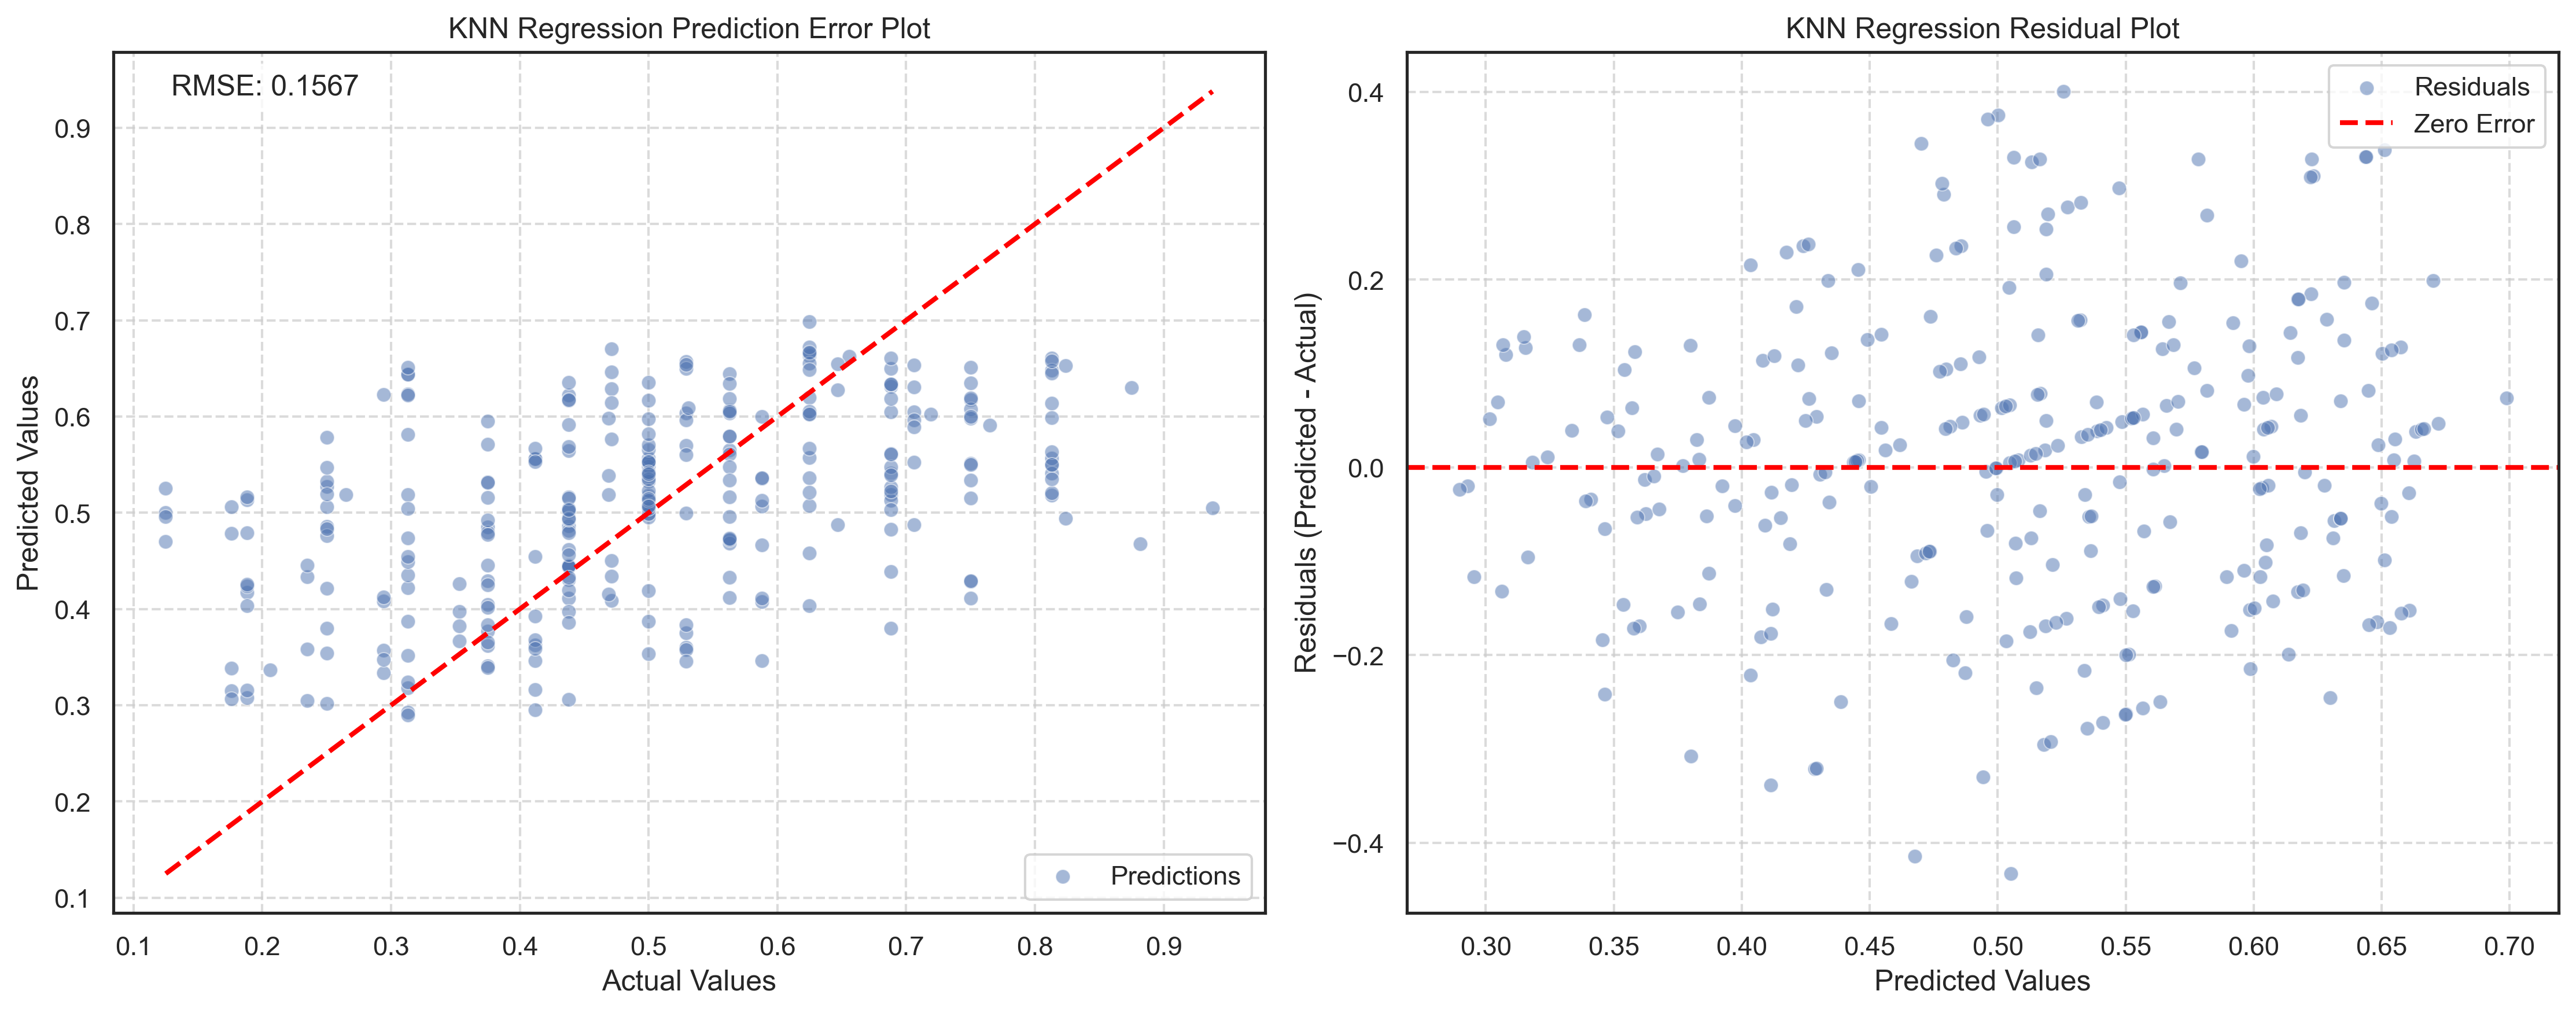 KNN Regression Prediction Error Plot
RMSE: 0.1567
Predicted Values
0.9
0.8
0.7
0.6
0.5
0.4
0.3
0.2
0.1
Predictions
0.1 0.2 0.3 0.4 0.5 0.6 0.7 0.8 0.9
Actual Values
KNN Regression Residual Plot
Residuals
Zero Error
Residuals (Predicted - Actual)
0.4
0.2
0.0
−0.2
−0.4
0.30 0.35 0.40 0.45 0.50 0.55 0.60 0.65 0.70
Predicted Values